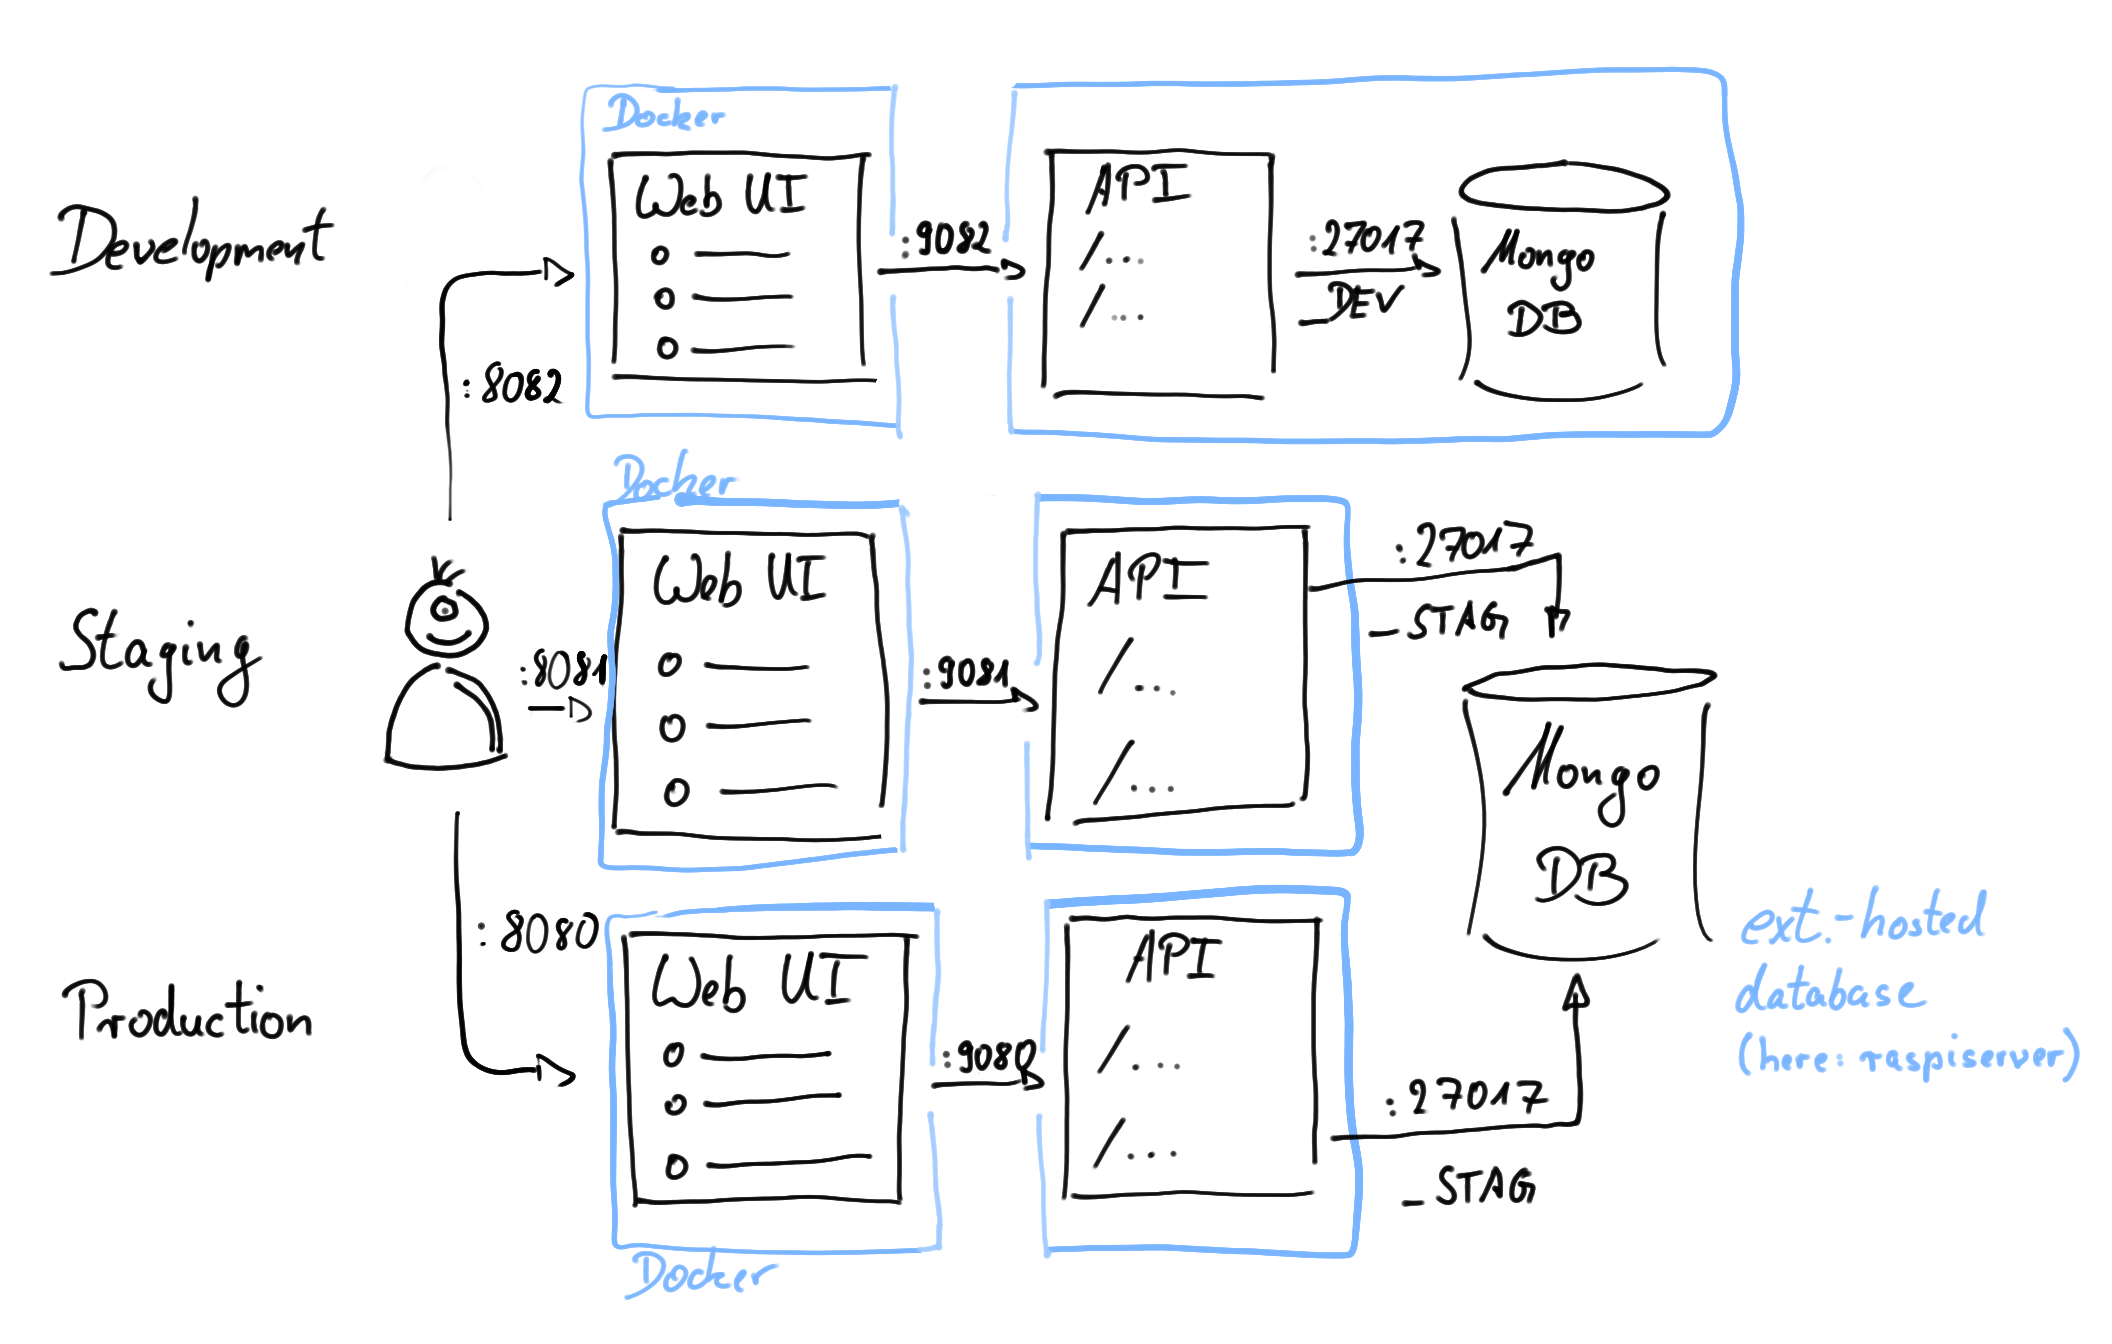 Development
:8082
Docker
Web UI
:9082
API
/...
/...
:27017
_DEV
Mongo
DB
Staging
:8081
Docker
Web UI
:9081
API
/...
/...
:27017
_STAG
Mongo
DB
ext.-hosted
database
(here: raspiserver)
Production
:8080
Web UI
Docker
:9080
API
/...
/...
:27017
_STAG